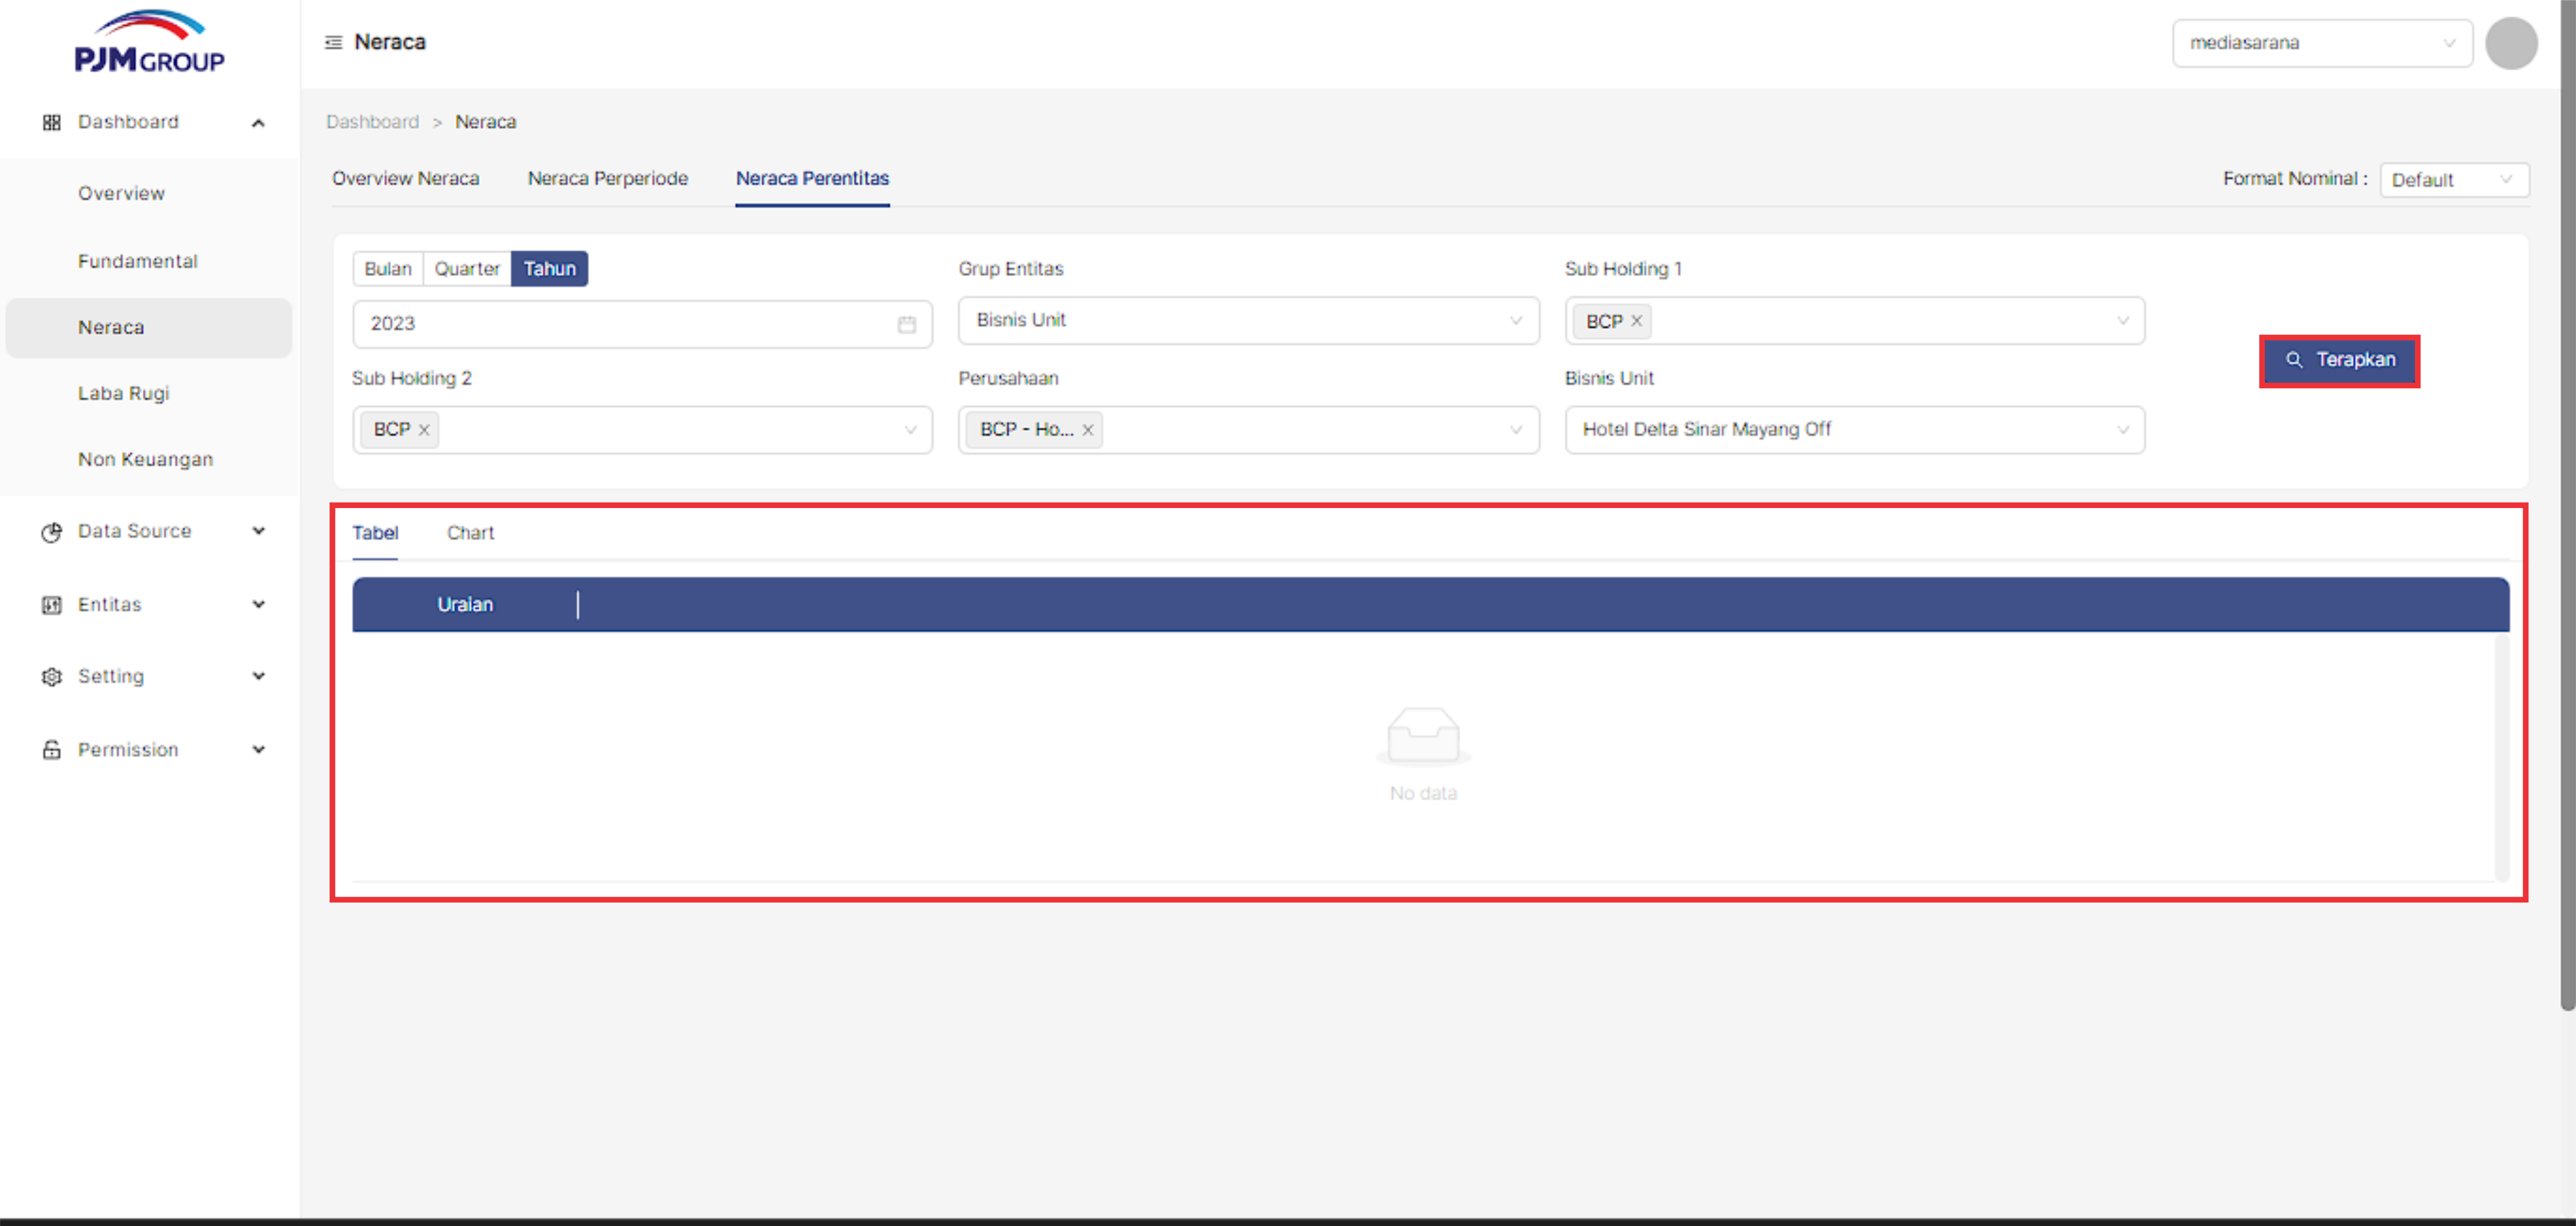 PJM GROUP
Neraca
mediasarana
Dashboard
Overview
Fundamental
Neraca
Laba Rugi
Non Keuangan
Data Source
Entitas
Setting
Permission
Dashboard > Neraca
Overview Neraca Neraca Perperiode Neraca Perentitas
Format Nominal : Default
Bulan Quarter Tahun
2023
Grup Entitas
Bisnis Unit
Sub Holding 1
BCP
Sub Holding 2
BCP
Perusahaan
BCP - Ho...
Bisnis Unit
Hotel Delta Sinar Mayang Off
Terapkan
Tabel Chart
Uraian
No data